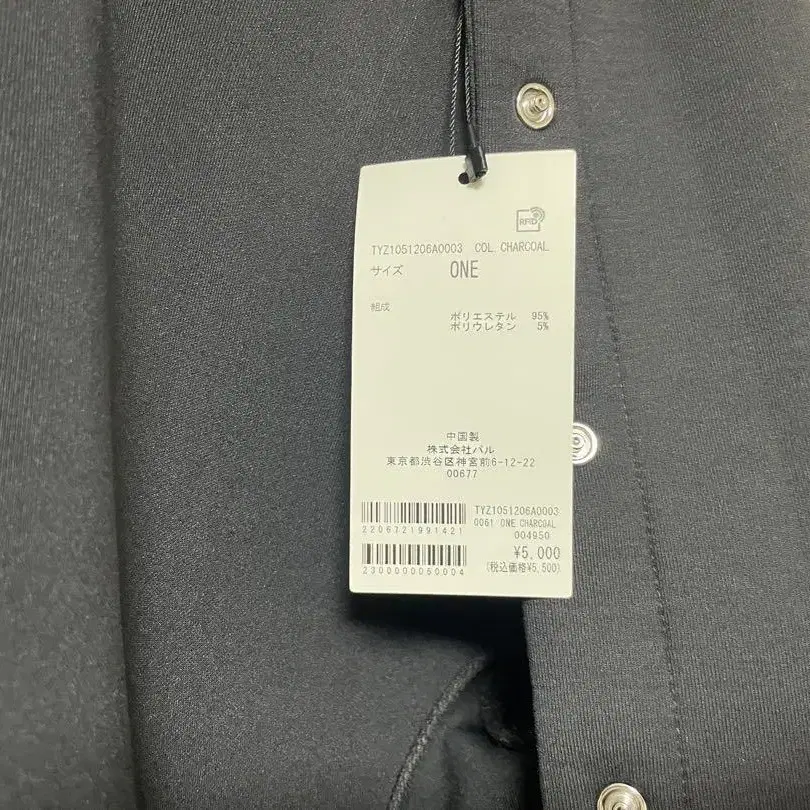 RFID
TYZ1051206A0003 COL. CHARCOAL
サイズ ONE
組成
ポリエステル 95%
ポリウレタン 5%
中国製
株式会社パル
東京都渋谷区神宮前6-12-22
00677
TYZ1051206A0003
0061 ONE CHARCOAL
2206721991421
004950
¥5,000
(税込価格¥5,500)
2300000050004